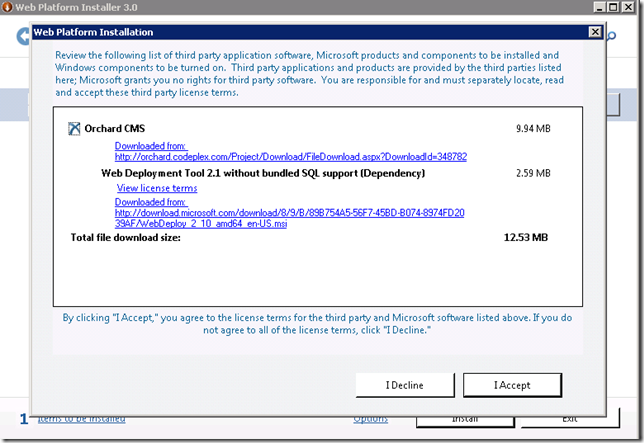 Web Platform Installer 3.0
Web Platform Installation
Review the following list of third party application software, Microsoft products and components to be installed and
Windows components to be turned on.  Third party applications and products are provided by the third parties listed
here; Microsoft grants you no rights for third party software.  You are responsible for and must separately locate, read
and accept these third party license terms.
Orchard CMS 9.94 MB
Downloaded from:
http://orchard.codeplex.com/Project/Download/FileDownload.aspx?DownloadId=348782
Web Deployment Tool 2.1 without bundled SQL support (Dependency) 2.59 MB
View license terms
Downloaded from:
http://download.microsoft.com/download/8/9/B/89B754A5-56F7-45BD-B074-8974FD20
39AF/WebDeploy_2_10_amd64_en-US.msi
Total file download size: 12.53 MB
By clicking "I Accept," you agree to the license terms for the third party and Microsoft software listed above. If you do
not agree to all of the license terms, click "I Decline."
I Decline I Accept
1 Items to be installed Options Install Exit